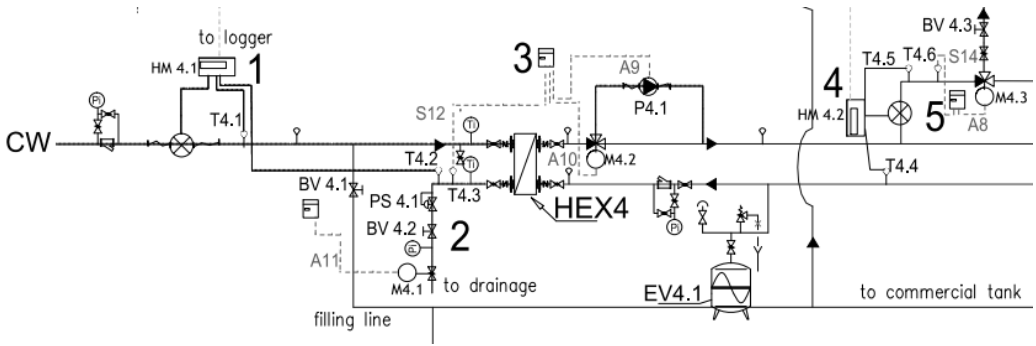 to logger
HM 4.1
1
3
A9
4
BV 4.3
T4.5
T4.6
S14
Pi
T4.1
S12
P4.1
HM 4.2
5
M4.3
A8
CW
Ti
A10
M4.2
T4.2
Ti
T4.3
T4.4
BV 4.1
PS 4.1
HEX4
BV 4.2
2
Pi
A11
M4.1
to drainage
EV4.1
to commercial tank
filling line